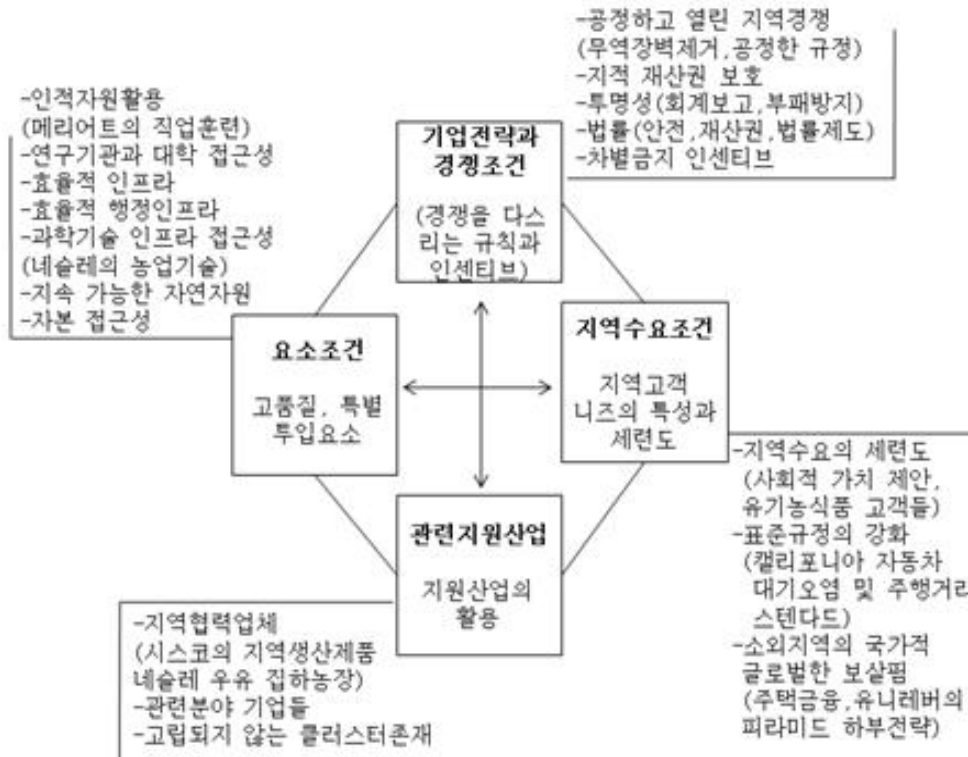 -공정하고 열린 지역경쟁
(무역장벽제거,공정한 규정)
-지적 재산권 보호
-투명성(회계보고,부패방지)
-법률(안전,재산권,법률제도)
-차별금지 인센티브
-인적자원활용
(메리어트의 직업훈련)
-연구기관과 대학 접근성
-효율적 인프라
-효율적 행정인프라
-과학기술 인프라 접근성
(네슬레의 농업기술)
-지속 가능한 자연자원
-자본 접근성
기업전략과
경쟁조건
(경쟁을 다스
리는 규칙과
인센티브)
요소조건
고품질, 특별
투입요소
지역수요조건
지역고객
니즈의 특성과
세련도
관련지원산업
지원산업의
활용
-지역수요의 세련도
(사회적 가치 제안,
유기농식품 고객들)
-표준규정의 강화
(캘리포니아 자동차
대기오염 및 주행거리
스텐다드)
-소외지역의 국가적
글로벌한 보살핌
(주택금융,유니레버의
피라미드 하부전략)
-지역협력업체
(시스코의 지역생산제품
네슬레 우유 집하농장)
-관련분야 기업들
-고립되지 않는 클러스터존재